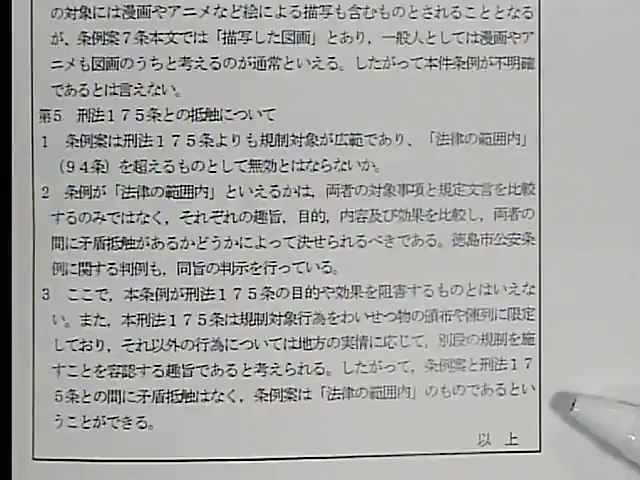 の対象には漫画やアニメなど絵による描写も含むものとされることとなる
が、条例案７条本文では「描写した図画」とあり，一般人としては漫画やア
ニメも図画のうちと考えるのが通常といえる。したがって本件条例が不明確
であるとは言えない。
第5　刑法１７５条との抵触について
1　条例案は刑法１７５条よりも規制対象が広範であり、「法律の範囲内」
（９４条）を超えるものとして無効とはならないか。
2　条例が「法律の範囲内」といえるかは，両者の対象事項と規定文言を比較
するのみではなく，それぞれの趣旨，目的，内容及び効果を比較し，両者の
間に矛盾抵触があるかどうかによって決せられるべきである。徳島市公安条
例に関する判例も，同旨の判示を行っている。
3　ここで，本条例が刑法１７５条の目的や効果を阻害するものとはいえな
い。また，本刑法１７５条は規制対象行為をわいせつ物の頒布や陳列に限定
しており，それ以外の行為については地方の実情に応じて，別段の規制を施
すことを容認する趣旨であると考えられる。したがって，条例案と刑法１７
５条との間に矛盾抵触はなく，条例案は「法律の範囲内」のものであるとい
うことができる。
以　上